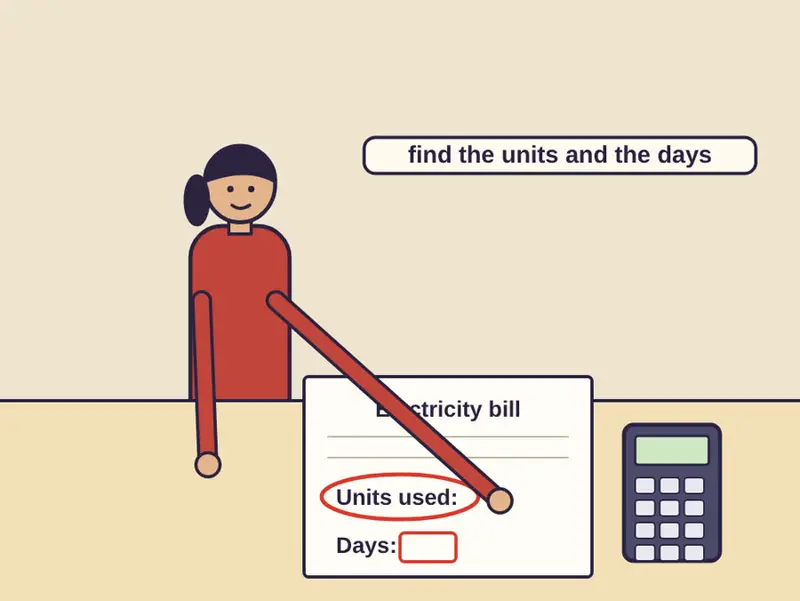 find the units and the days
Electricity bill
Units used:
Days: